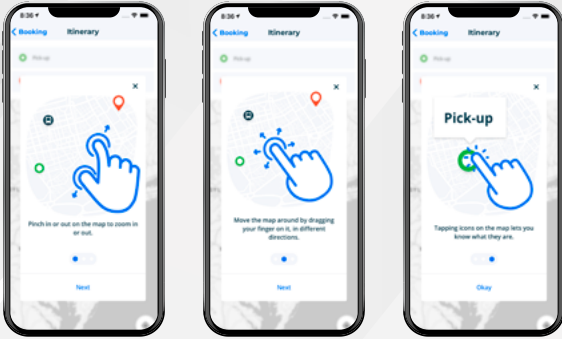 8:36
Booking Itinerary
Pick-up
Pinch in or out on the map to zoom in
or out.
Next
8:36
Booking Itinerary
Pick-up
Move the map around by dragging
your finger on it, in different
directions.
Next
8:36
Booking Itinerary
Pick-up
Pick-up
Tapping icons on the map lets you
know what they are.
Okay